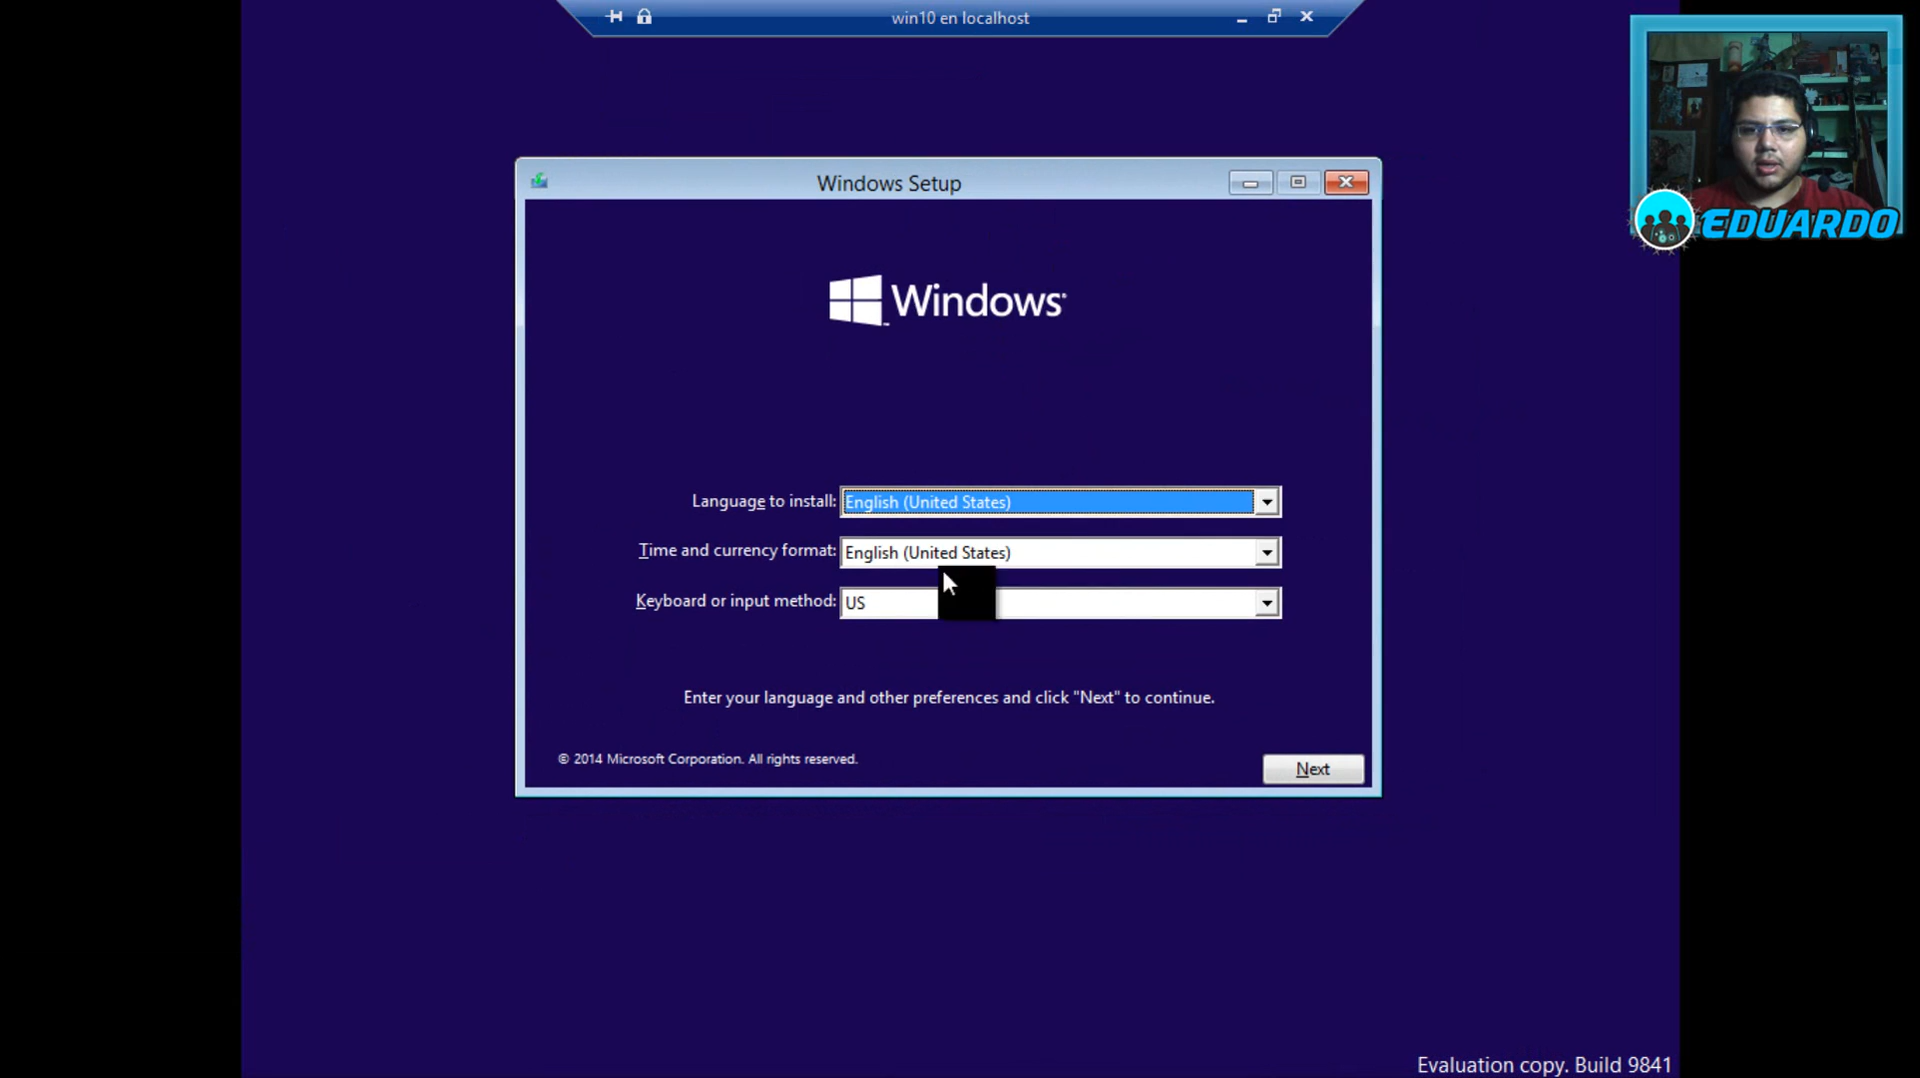 win10 en localhost
EDUARDO
Windows Setup
Windows
Language to install: English (United States)
Time and currency format: English (United States)
Keyboard or input method: US
Enter your language and other preferences and click "Next" to continue.
© 2014 Microsoft Corporation. All rights reserved.
Next
Evaluation copy. Build 9841